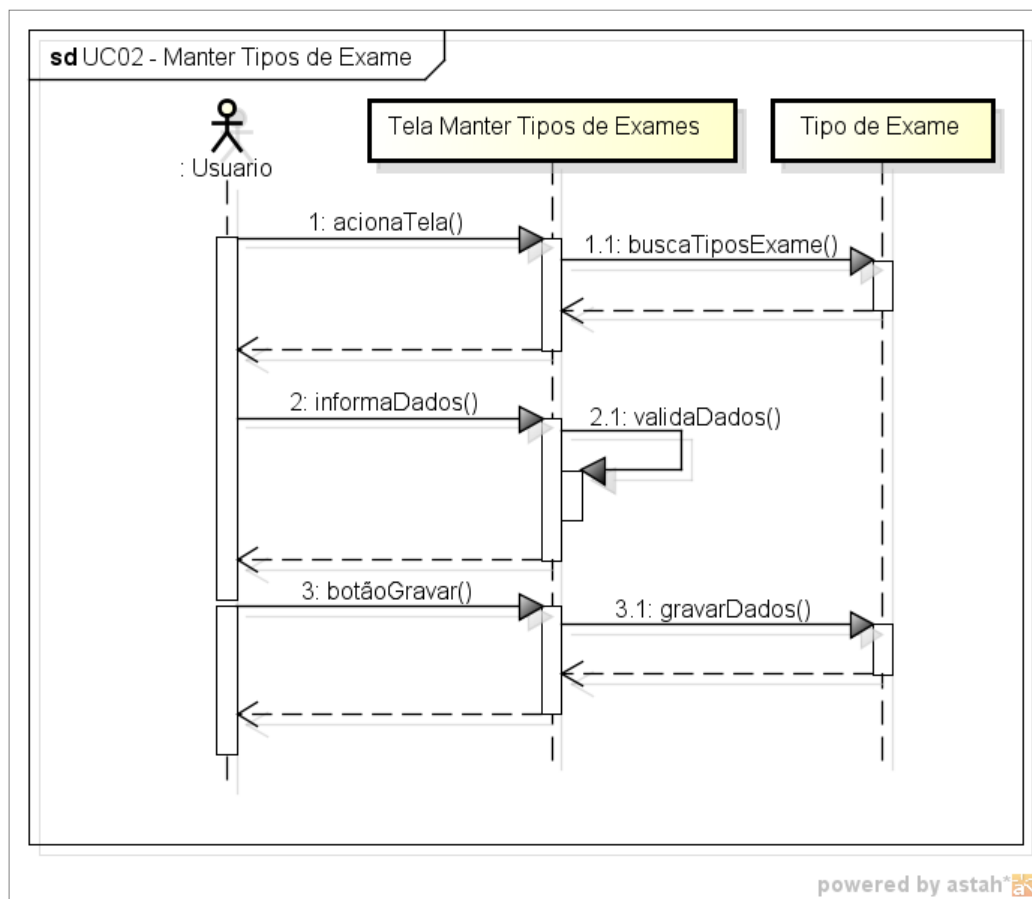 sd UC02 - Manter Tipos de Exame
: Usuario
Tela Manter Tipos de Exames
Tipo de Exame
1: acionaTela()
1.1: buscaTiposExame()
2: informaDados()
2.1: validaDados()
3: botãoGravar()
3.1: gravarDados()
powered by astah*